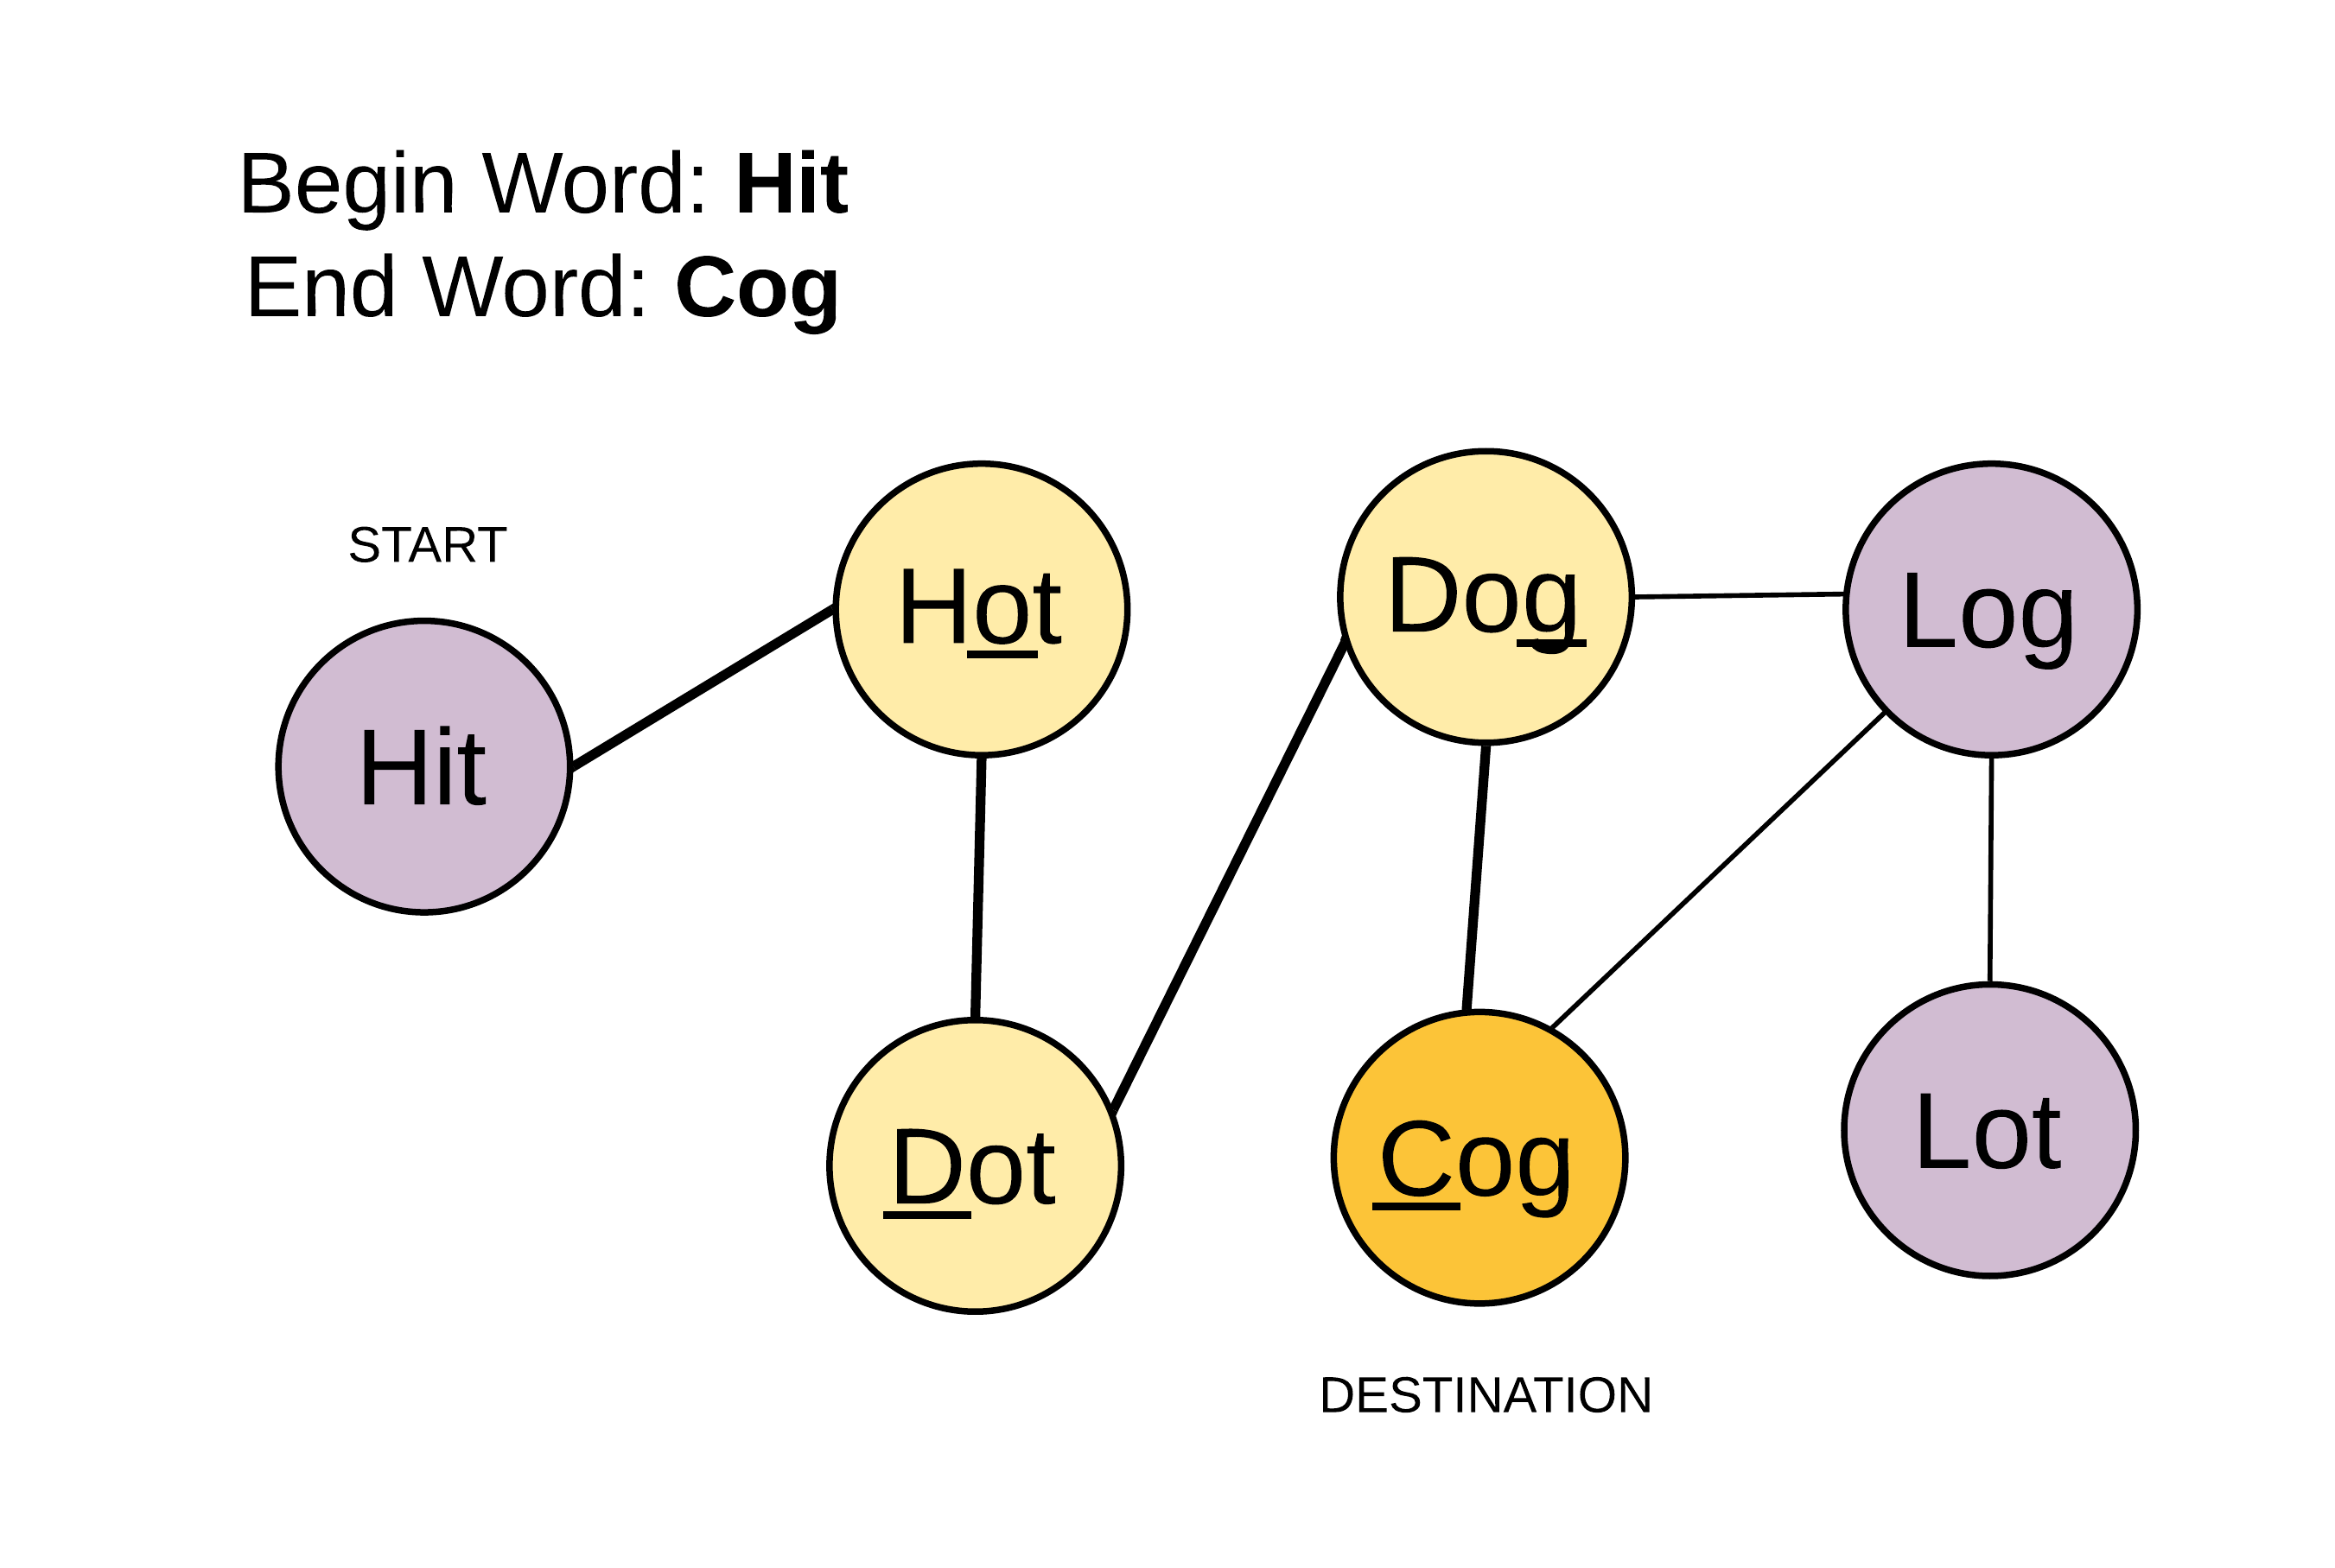 Begin Word: Hit
End Word: Cog
START
Hit
Hot
Dog
Log
Dot
Cog
Lot
DESTINATION